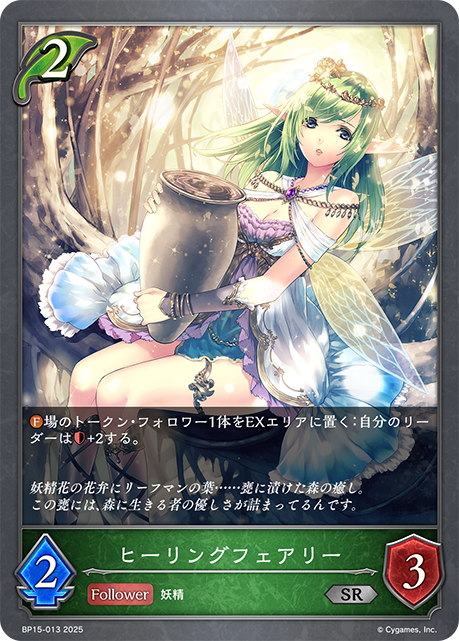 2
F場のトークン・フォロワー1体をEXエリアに置く:自分のリー
ダーは+2する。
妖精花の花弁にリーフマンの葉……甕に漬けた森の癒し。
この甕には、森に生きる者の優しさが詰まってるんです。
ヒーリングフェアリー
2
Follower 妖精
SR
3
BP15-013 2025
© Cygames, Inc.